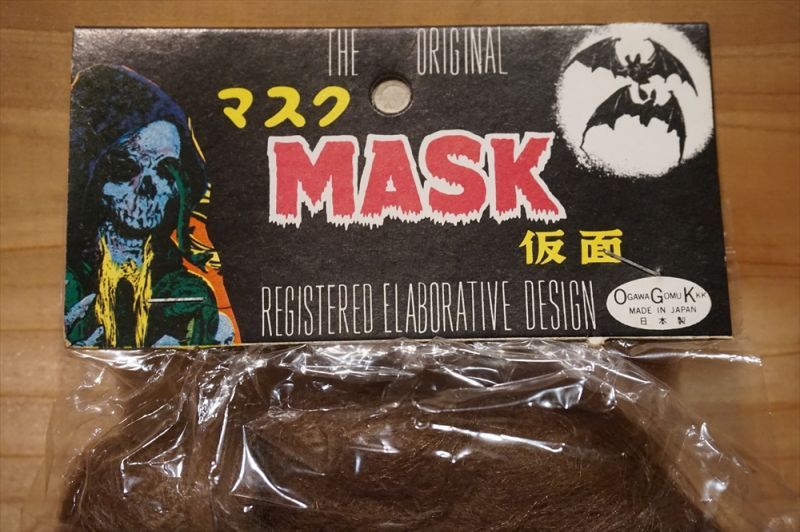 THE ORIGINAL
マスク
MASK
仮面
REGISTERED ELABORATIVE DESIGN
OGAWA GOMU KKK
MADE IN JAPAN
日本製